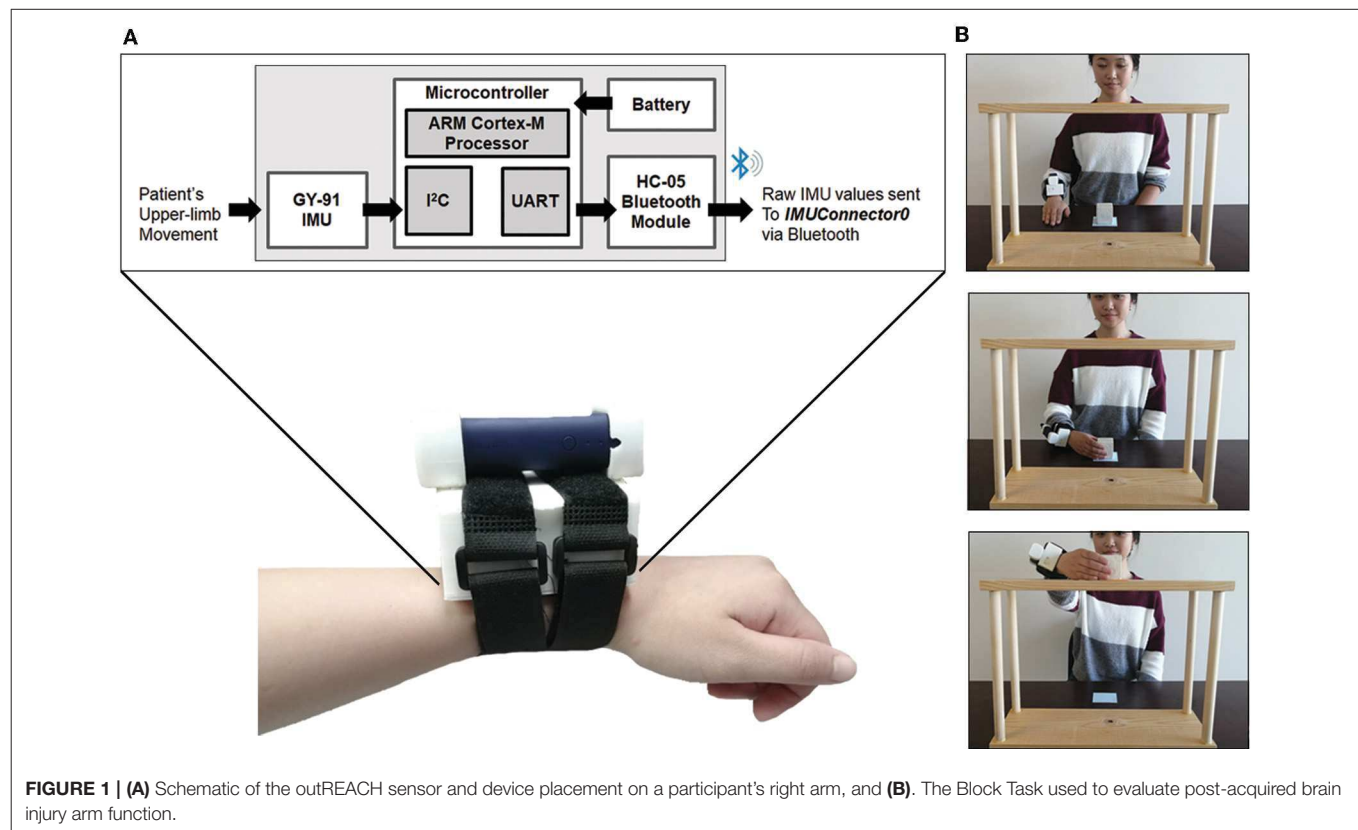 A
B
Microcontroller
Battery
ARM Cortex-M
Processor
Patient's
Upper-limb
Movement
GY-91
IMU
I²C
UART
HC-05
Bluetooth
Module
Raw IMU values sent
To IMUConnector0
via Bluetooth
FIGURE 1 | (A) Schematic of the outREACH sensor and device placement on a participant's right arm, and (B). The Block Task used to evaluate post-acquired brain
injury arm function.